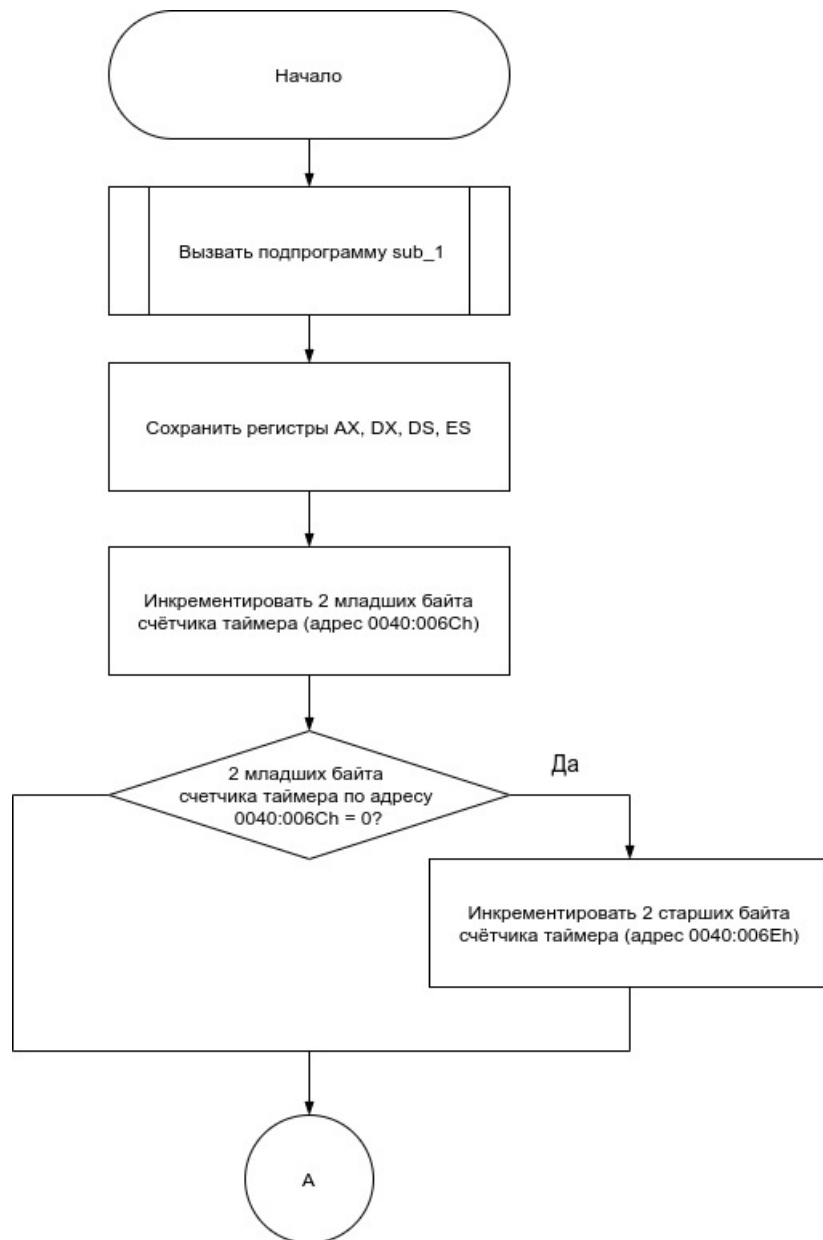 Начало
Вызвать подпрограмму sub_1
Сохранить регистры AX, DX, DS, ES
Инкрементировать 2 младших байта
счётчика таймера (адрес 0040:006Ch)
2 младших байта
счетчика таймера по адресу
0040:006Ch = 0?
Да
Инкрементировать 2 старших байта
счётчика таймера (адрес 0040:006Eh)
A